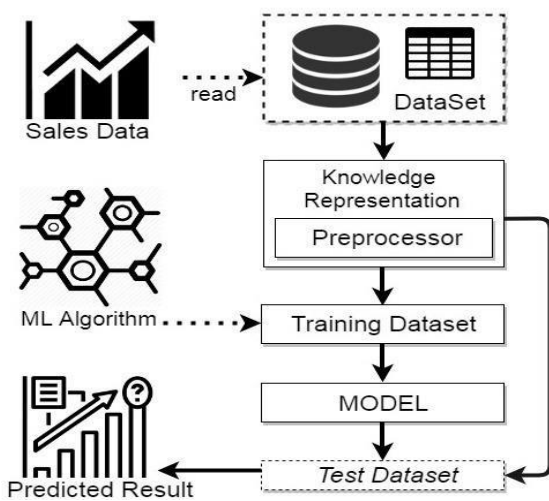 Sales Data
read
DataSet
Knowledge
Representation
Preprocessor
ML Algorithm
Training Dataset
MODEL
?
Predicted Result
Test Dataset